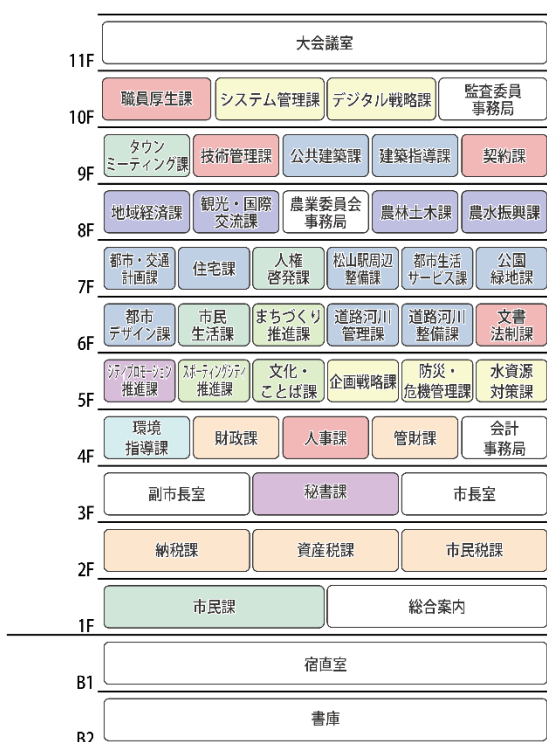 大会議室
11F
職員厚生課
システム管理課
デジタル戦略課
監査委員
事務局
10F
タウン
ミーティング課
技術管理課
公共建築課
建築指導課
契約課
9F
地域経済課
観光・国際
交流課
農業委員会
事務局
農林土木課
農水振興課
8F
都市・交通
計画課
住宅課
人権
啓発課
松山駅周辺
整備課
都市生活
サービス課
公園
緑地課
7F
都市
デザイン課
市民
生活課
まちづくり
推進課
道路河川
管理課
道路河川
整備課
文書
法制課
6F
シティプロモーション
推進課
スポーティングシティ
推進課
文化・
ことば課
企画戦略課
防災・
危機管理課
水資源
対策課
5F
環境
指導課
財政課
人事課
管財課
会計
事務局
4F
副市長室
秘書課
市長室
3F
納税課
資産税課
市民税課
2F
市民課
総合案内
1F
宿直室
B1
書庫
B2